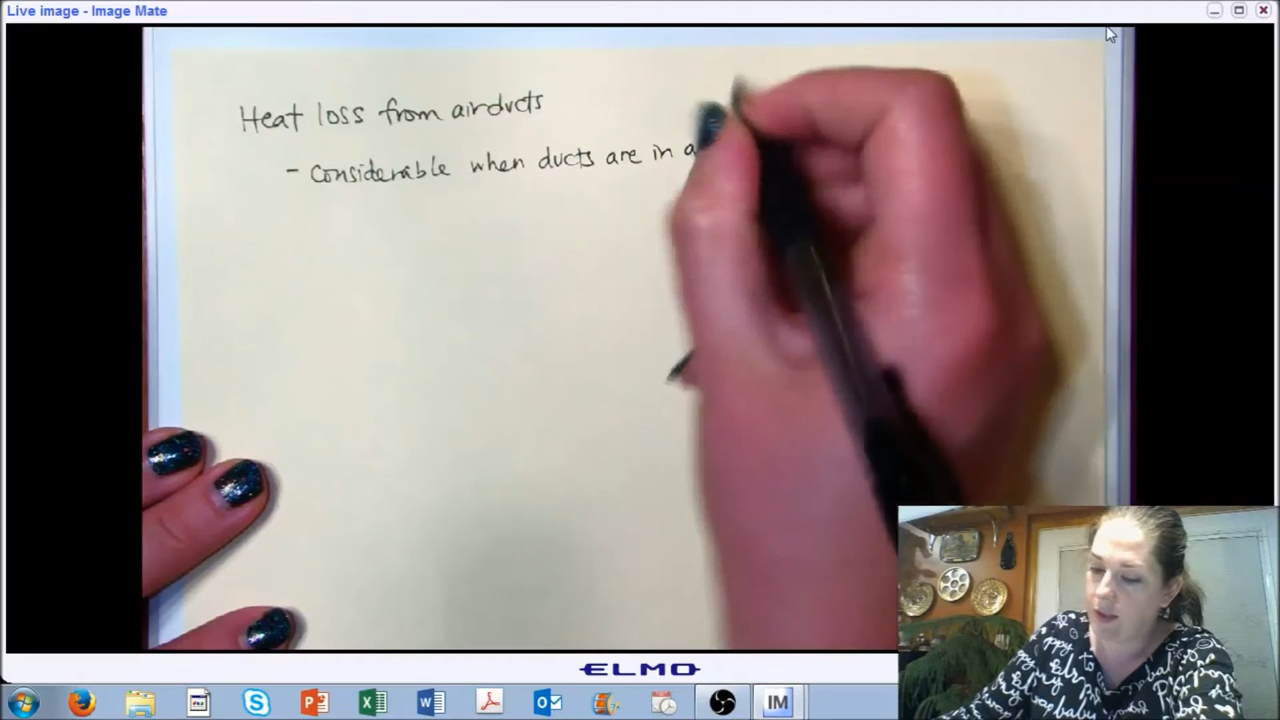 Live image - Image Mate
Heat loss from airducts
- Considerable when ducts are in
ELMO
IM